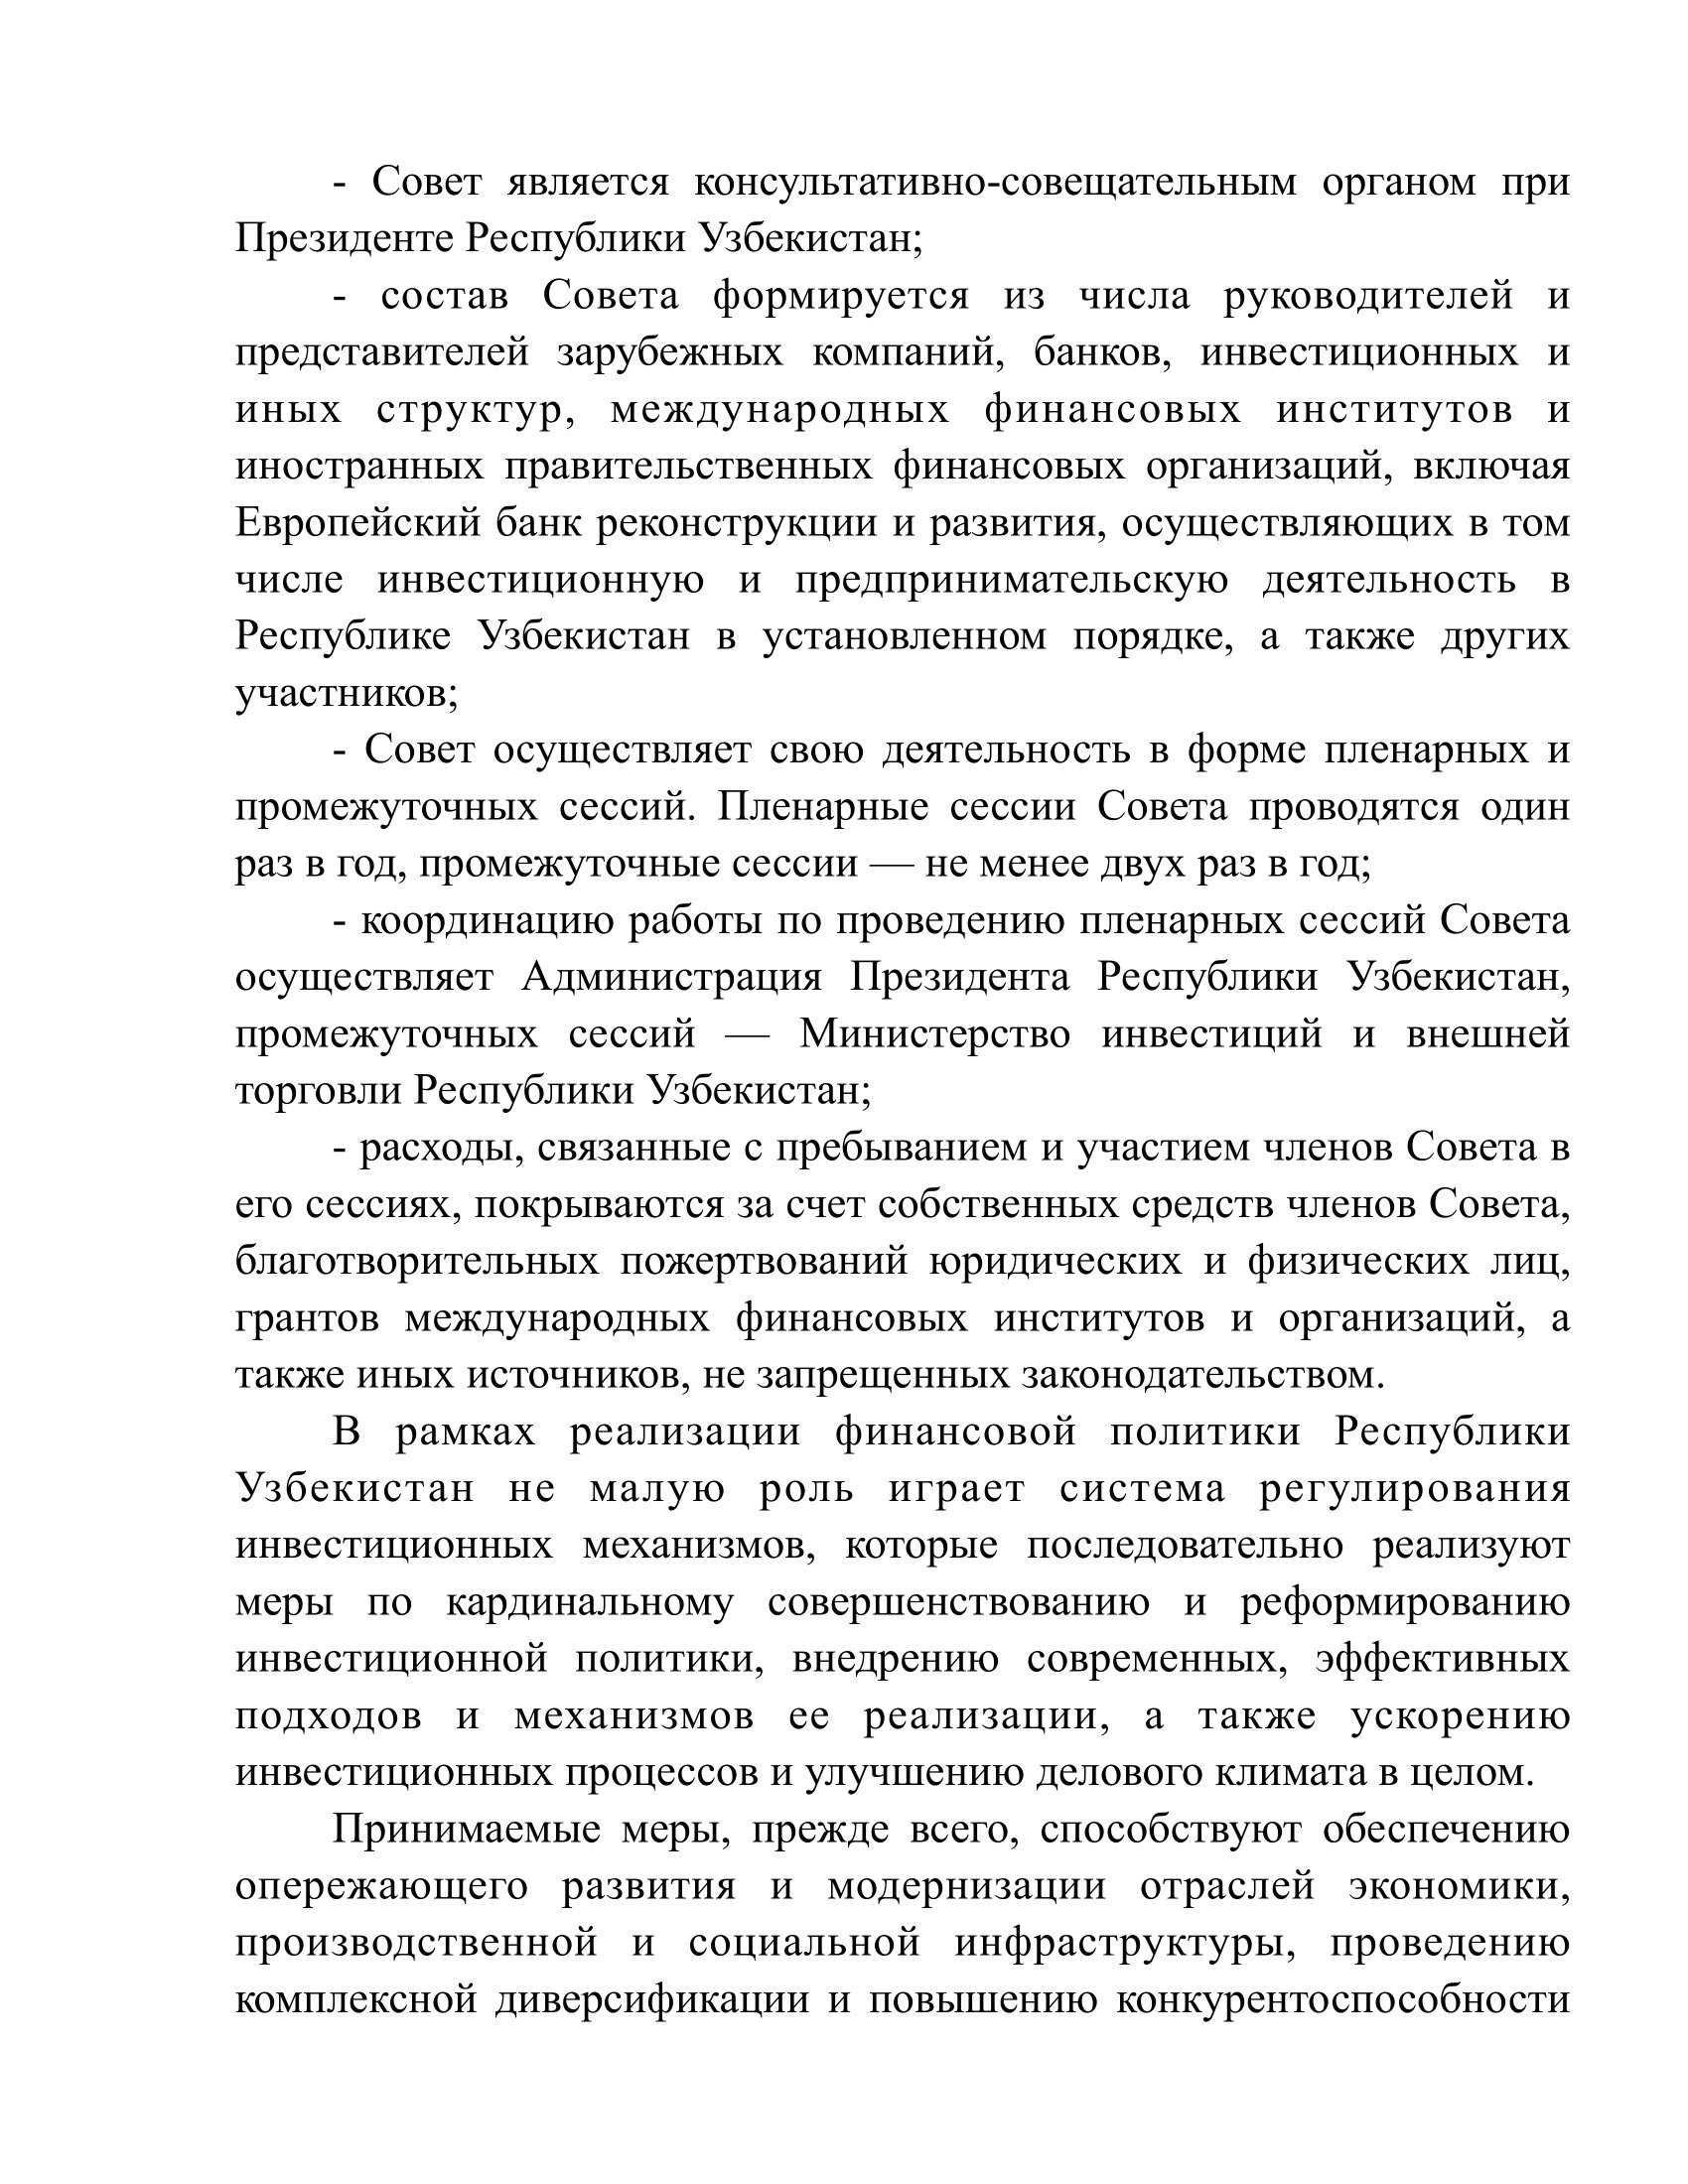 - Совет является консультативно-совещательным органом при
Президенте Республики Узбекистан;
- состав Совета формируется из числа руководителей и
представителей зарубежных компаний, банков, инвестиционных и
иных структур, международных финансовых институтов и
иностранных правительственных финансовых организаций, включая
Европейский банк реконструкции и развития, осуществляющих в том
числе инвестиционную и предпринимательскую деятельность в
Республике Узбекистан в установленном порядке, а также других
участников;
- Совет осуществляет свою деятельность в форме пленарных и
промежуточных сессий. Пленарные сессии Совета проводятся один
раз в год, промежуточные сессии — не менее двух раз в год;
- координацию работы по проведению пленарных сессий Совета
осуществляет Администрация Президента Республики Узбекистан,
промежуточных сессий — Министерство инвестиций и внешней
торговли Республики Узбекистан;
- расходы, связанные с пребыванием и участием членов Совета в
его сессиях, покрываются за счет собственных средств членов Совета,
благотворительных пожертвований юридических и физических лиц,
грантов международных финансовых институтов и организаций, а
также иных источников, не запрещенных законодательством.
В рамках реализации финансовой политики Республики
Узбекистан не малую роль играет система регулирования
инвестиционных механизмов, которые последовательно реализуют
меры по кардинальному совершенствованию и реформированию
инвестиционной политики, внедрению современных, эффективных
подходов и механизмов ее реализации, а также ускорению
инвестиционных процессов и улучшению делового климата в целом.
Принимаемые меры, прежде всего, способствуют обеспечению
опережающего развития и модернизации отраслей экономики,
производственной и социальной инфраструктуры, проведению
комплексной диверсификации и повышению конкурентоспособности